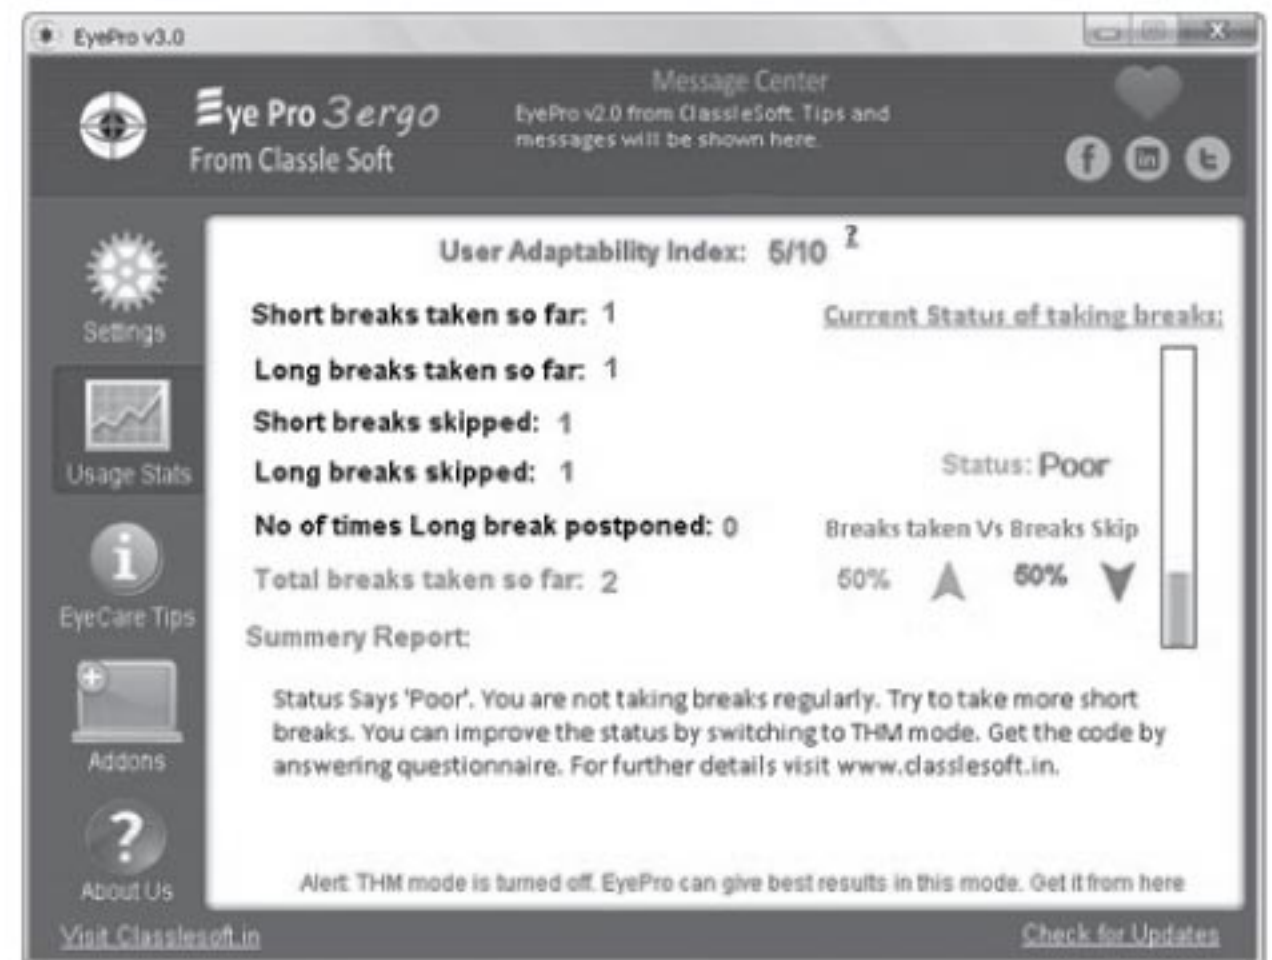 EyePro v3.0
Eye Pro 3ergo
From Classle Soft
Message Center
EyePro v2.0 from ClassleSoft. Tips and
messages will be shown here.
f in t
Settings
Usage Stats
EyeCare Tips
Addons
About Us
User Adaptability Index: 5/10 ?
Short breaks taken so far: 1
Long breaks taken so far: 1
Short breaks skipped: 1
Long breaks skipped: 1
No of times Long break postponed: 0
Total breaks taken so far: 2
Current Status of taking breaks:
Status: Poor
Breaks taken Vs Breaks Skip
50% 50%
Summery Report:
Status Says 'Poor'. You are not taking breaks regularly. Try to take more short
breaks. You can improve the status by switching to THM mode. Get the code by
answering questionnaire. For further details visit www.classlesoft.in.
Alert: THM mode is turned off. EyePro can give best results in this mode. Get it from here
Visit Classlesoft.in
Check for Updates